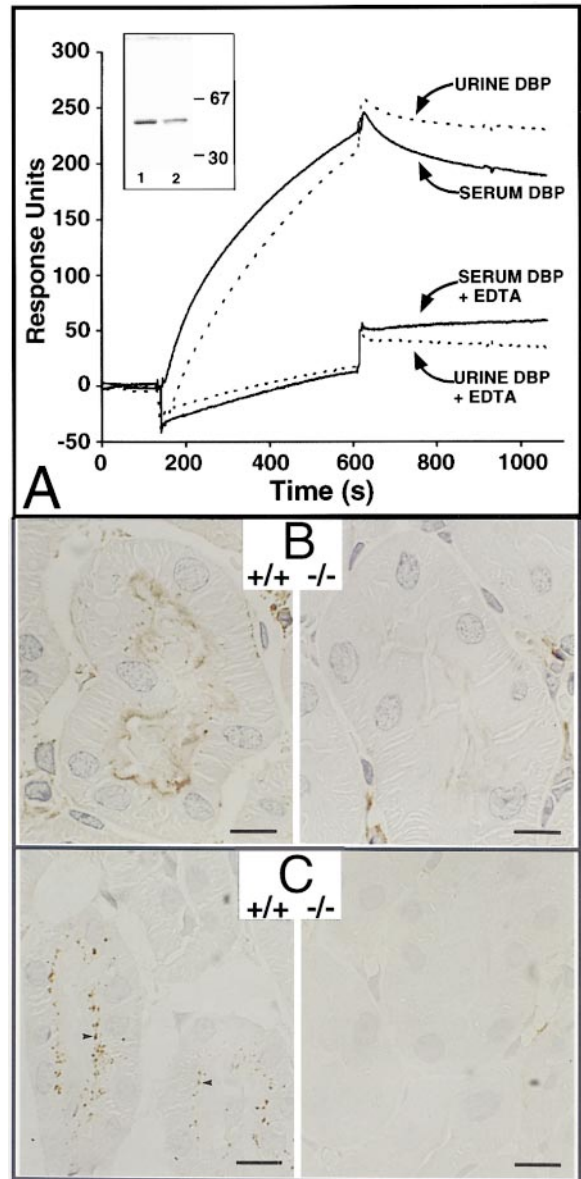 300
250
200
150
100
50
0
-50
Response Units
67
30
1 2
URINE DBP
SERUM DBP
SERUM DBP
+ EDTA
URINE DBP
+ EDTA
0 200 400 600 800 1000
Time (s)
A
B
+/+ -/-
C
+/+ -/-